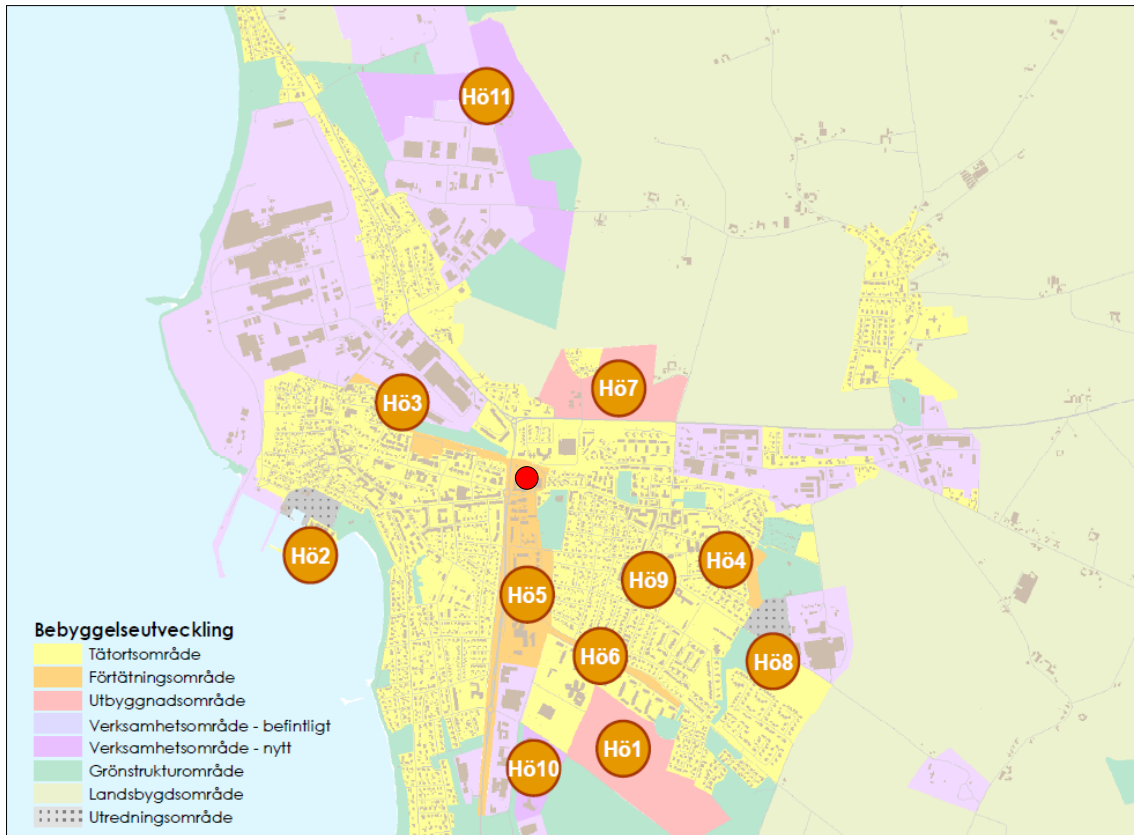 Hö11
Hö7
Hö3
Hö2
Hö4
Hö9
Hö5
Hö6
Hö8
Hö1
Hö10
Bebyggelseutveckling
Tätortsområde
Förtätningsområde
Utbyggnadsområde
Verksamhetsområde - befintligt
Verksamhetsområde - nytt
Grönstrukturområde
Landsbygdsområde
Utredningsområde